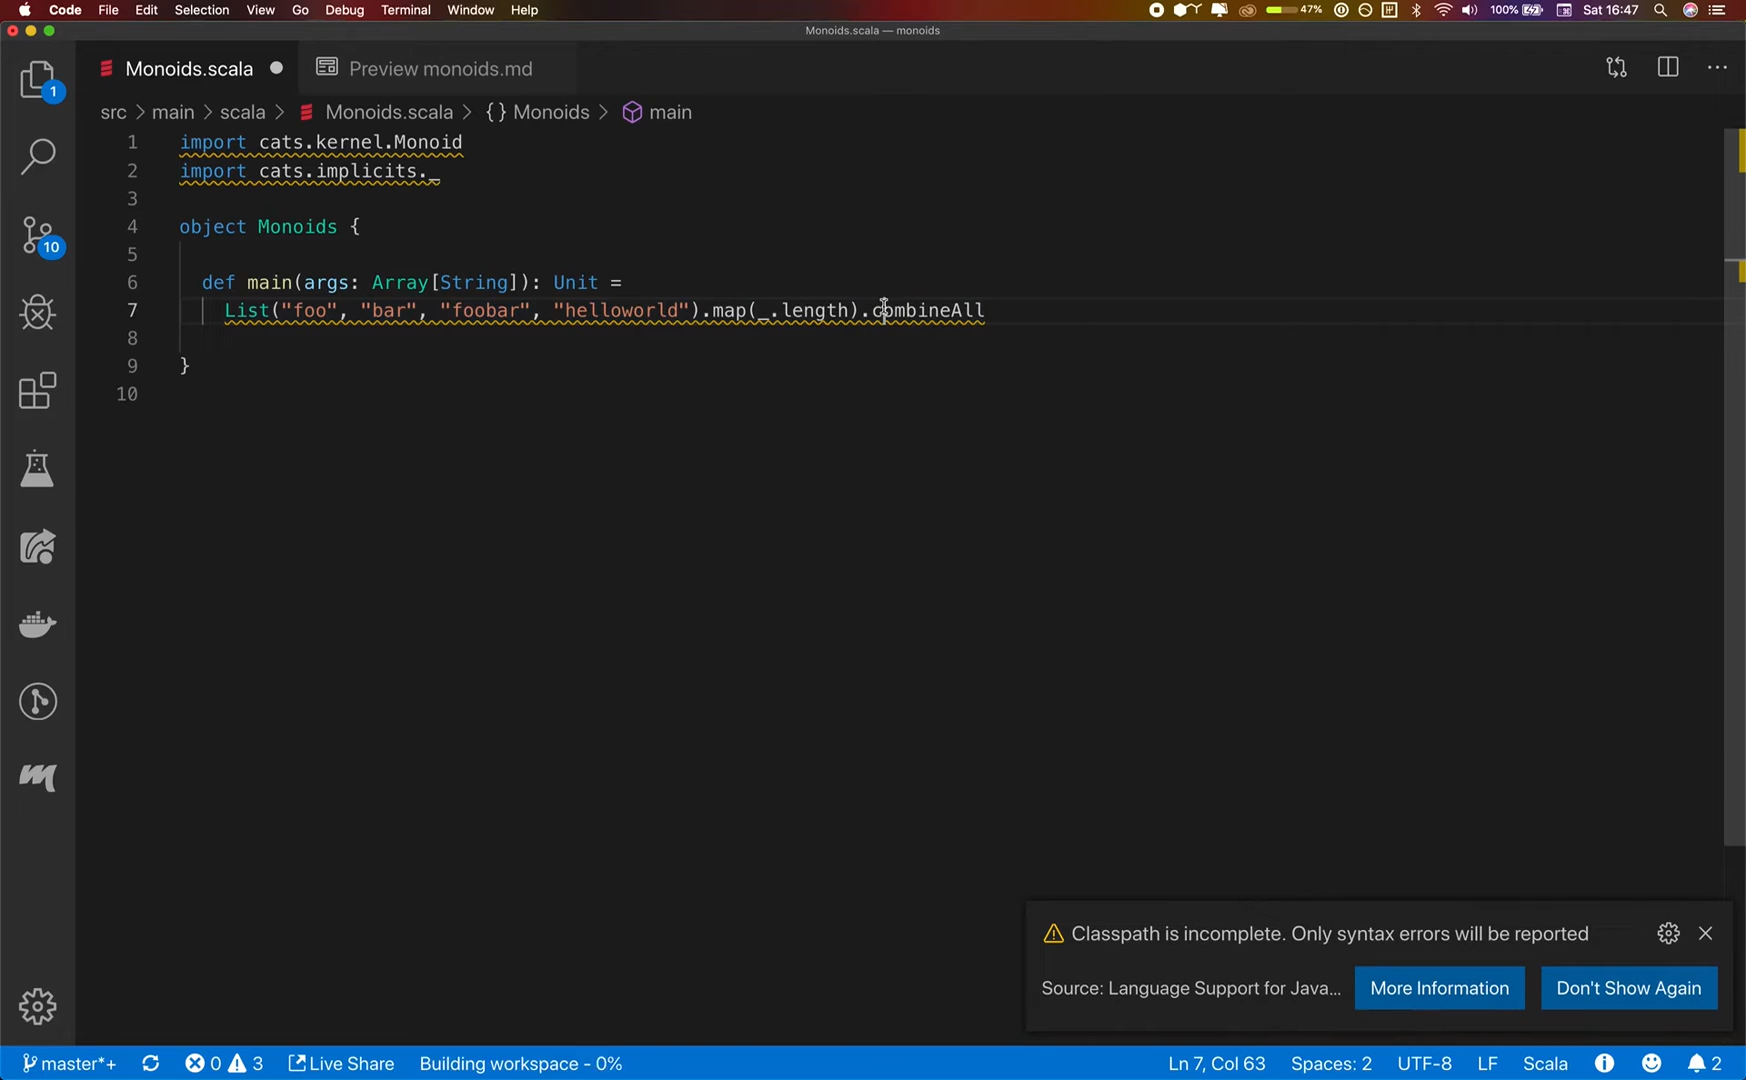 Code File Edit Selection View Go Debug Terminal Window Help 47% 100% Sat 16:47
Monoids.scala — monoids
Monoids.scala Preview monoids.md
src > main > scala > Monoids.scala > {} Monoids > main
1 import cats.kernel.Monoid
2 import cats.implicits._
3
4 object Monoids {
5
6 def main(args: Array[String]): Unit =
7 List("foo", "bar", "foobar", "helloworld").map(_.length).combineAll
8
9 }
10
1
10
Classpath is incomplete. Only syntax errors will be reported
Source: Language Support for Java... More Information Don't Show Again
master*+ 0 3 Live Share Building workspace - 0% Ln 7, Col 63 Spaces: 2 UTF-8 LF Scala 2